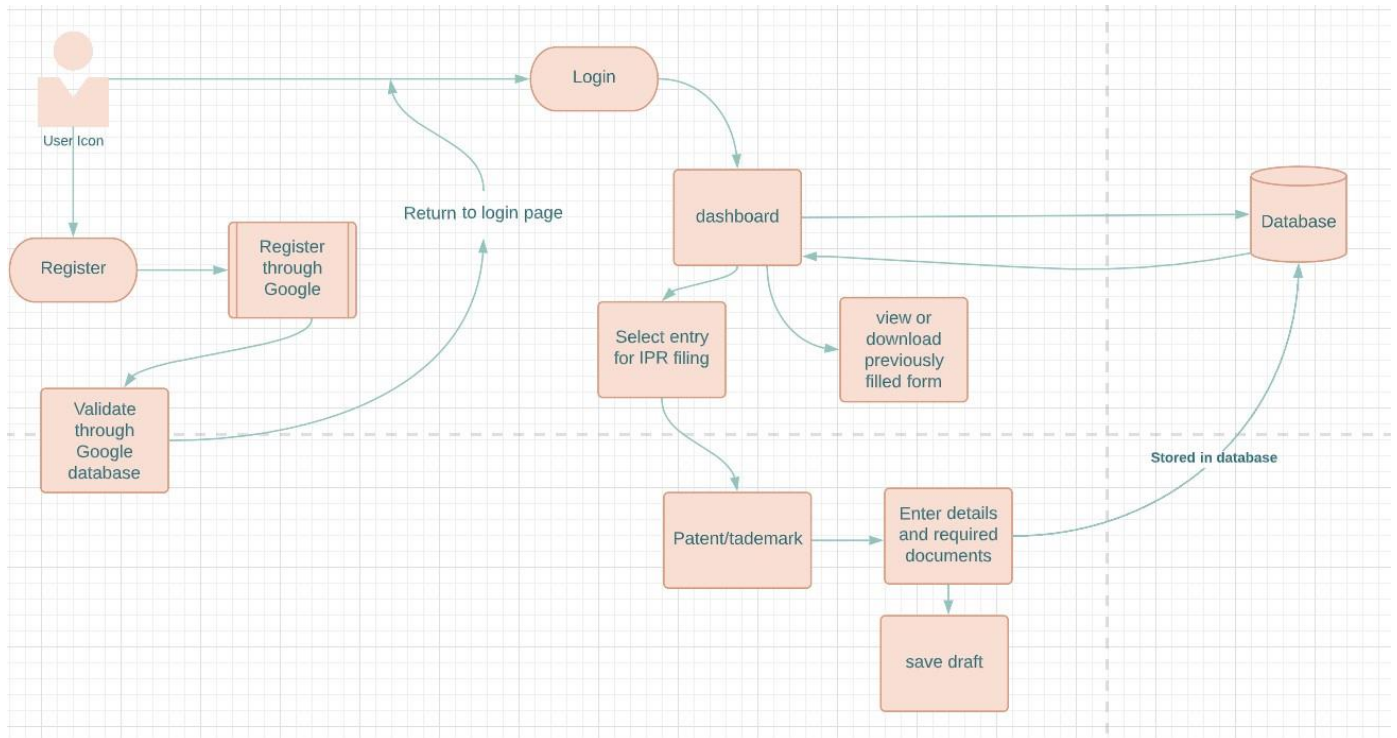 Login
User Icon
Return to login page
dashboard
Database
Register
Register
through
Google
Select entry
for IPR filing
view or
download
previously
filled form
Validate
through
Google
database
Stored in database
Patent/tademark
Enter details
and required
documents
save draft